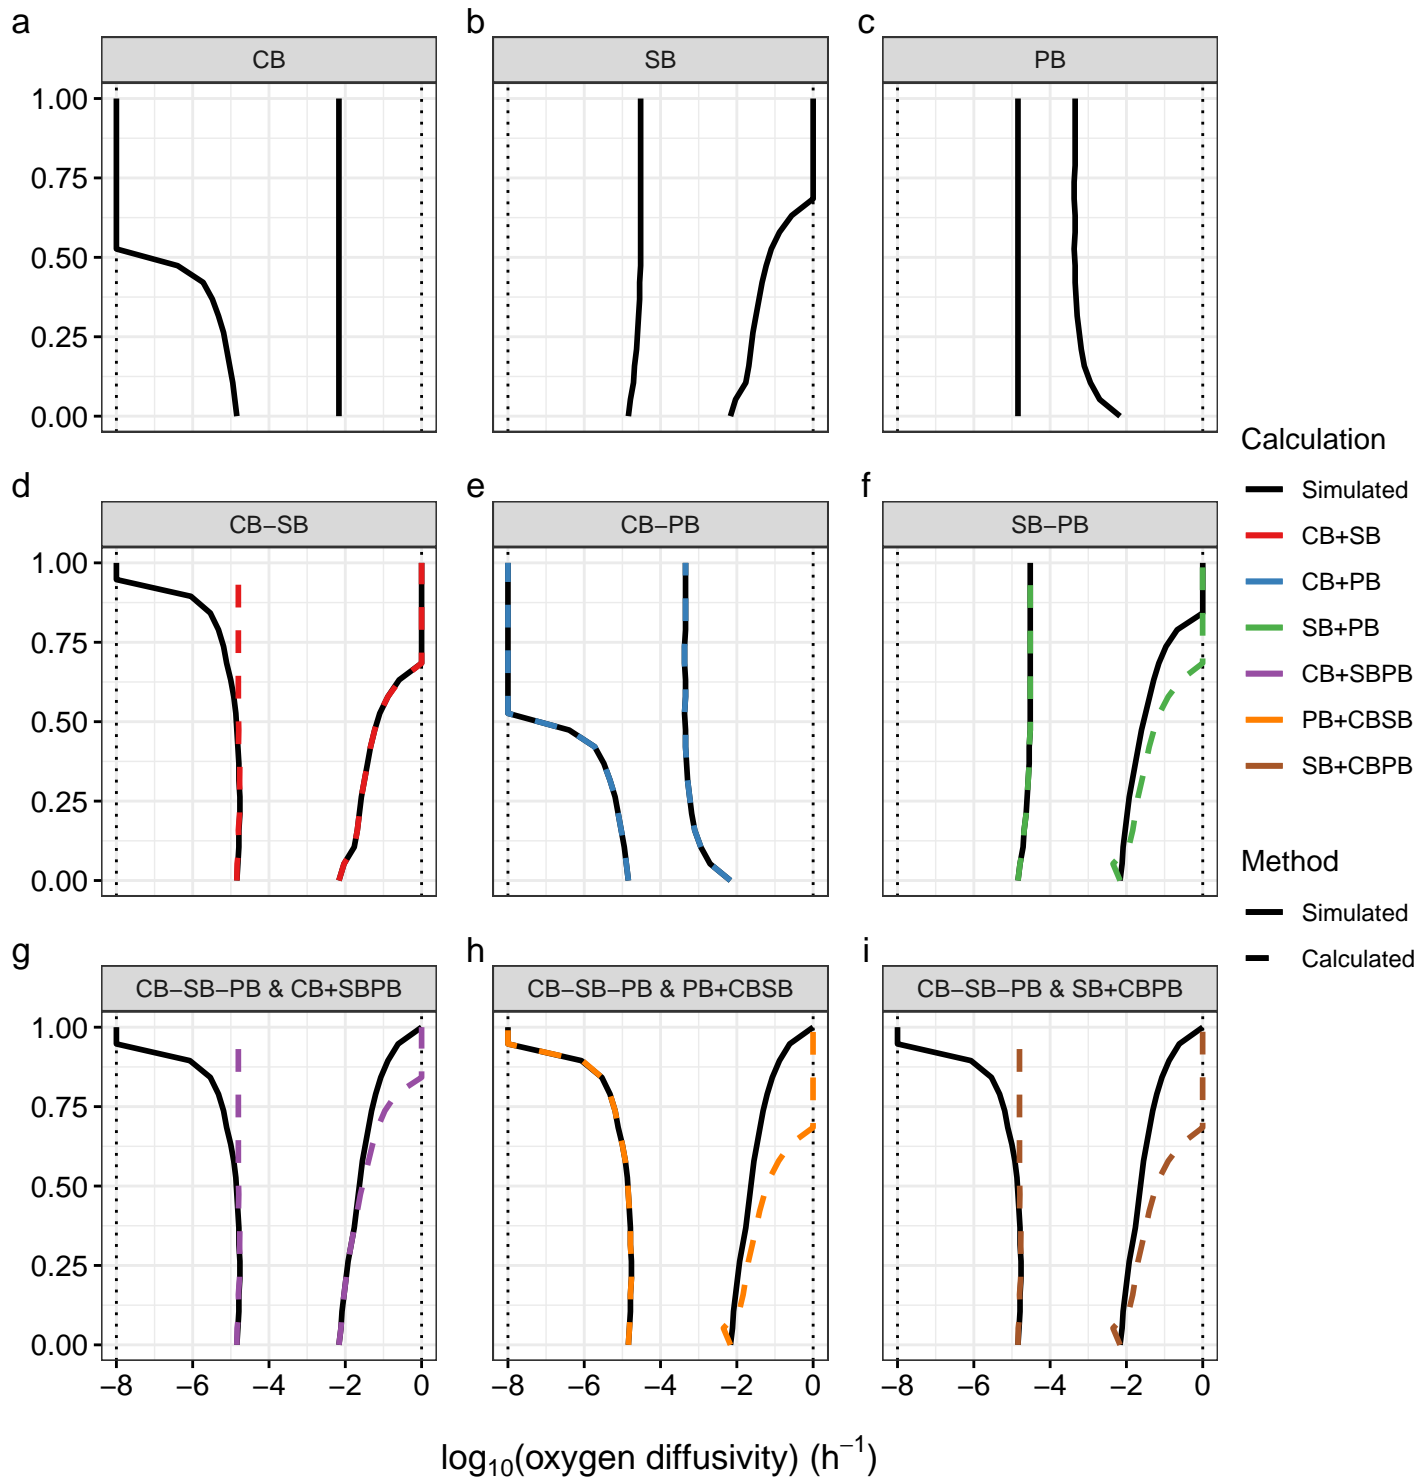 a
b
c
CB
SB
PB
1.00
0.75
0.50
0.25
0.00
d
e
f
CB−SB
CB−PB
SB−PB
1.00
0.75
0.50
0.25
0.00
g
h
i
CB−SB−PB & CB+SBPB
CB−SB−PB & PB+CBSB
CB−SB−PB & SB+CBPB
1.00
0.75
0.50
0.25
0.00
−8 −6 −4 −2 0
−8 −6 −4 −2 0
−8 −6 −4 −2 0
log₁₀(oxygen diffusivity) (h⁻¹)
Calculation
Simulated
CB+SB
CB+PB
SB+PB
CB+SBPB
PB+CBSB
SB+CBPB
Method
Simulated
Calculated